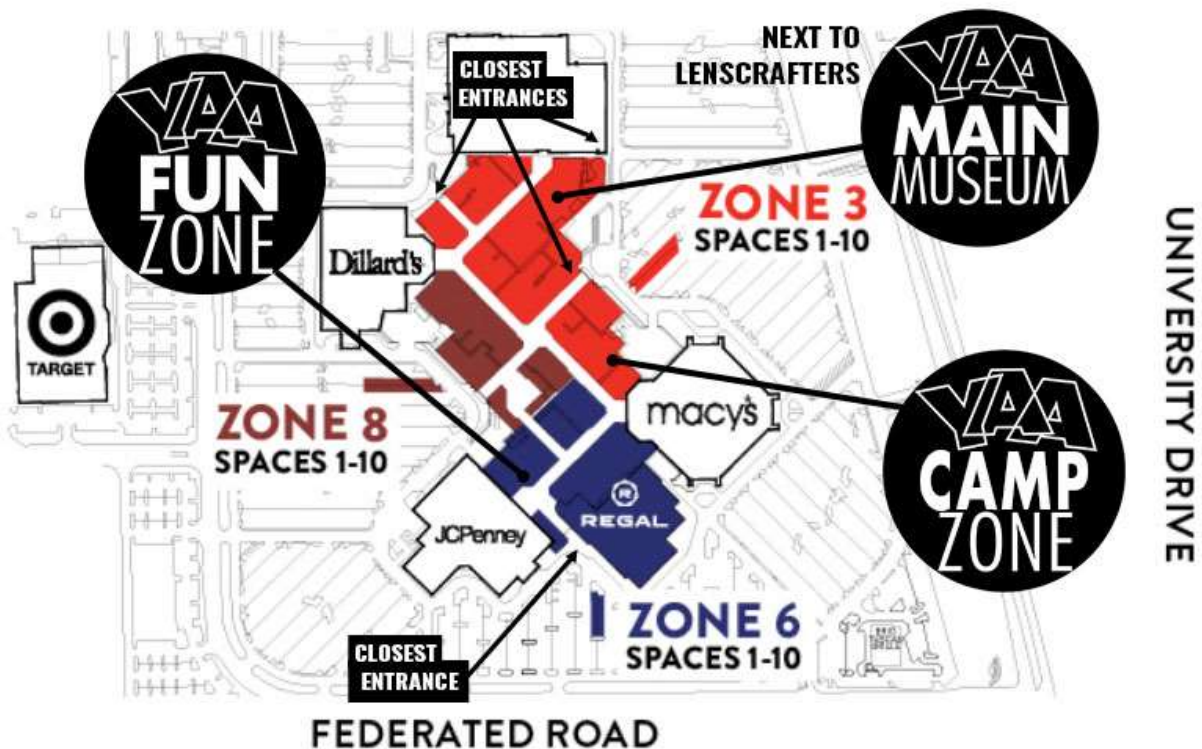 NEXT TO
LENSCRAFTERS
YAA
MAIN
MUSEUM
CLOSEST
ENTRANCES
YAA
FUN
ZONE
ZONE 3
SPACES 1-10
Dillard's
TARGET
UNIVERSITY DRIVE
macy's
ZONE 8
SPACES 1-10
YAA
CAMP
ZONE
R
REGAL
JCPenney
ZONE 6
SPACES 1-10
CLOSEST
ENTRANCE
FEDERATED ROAD